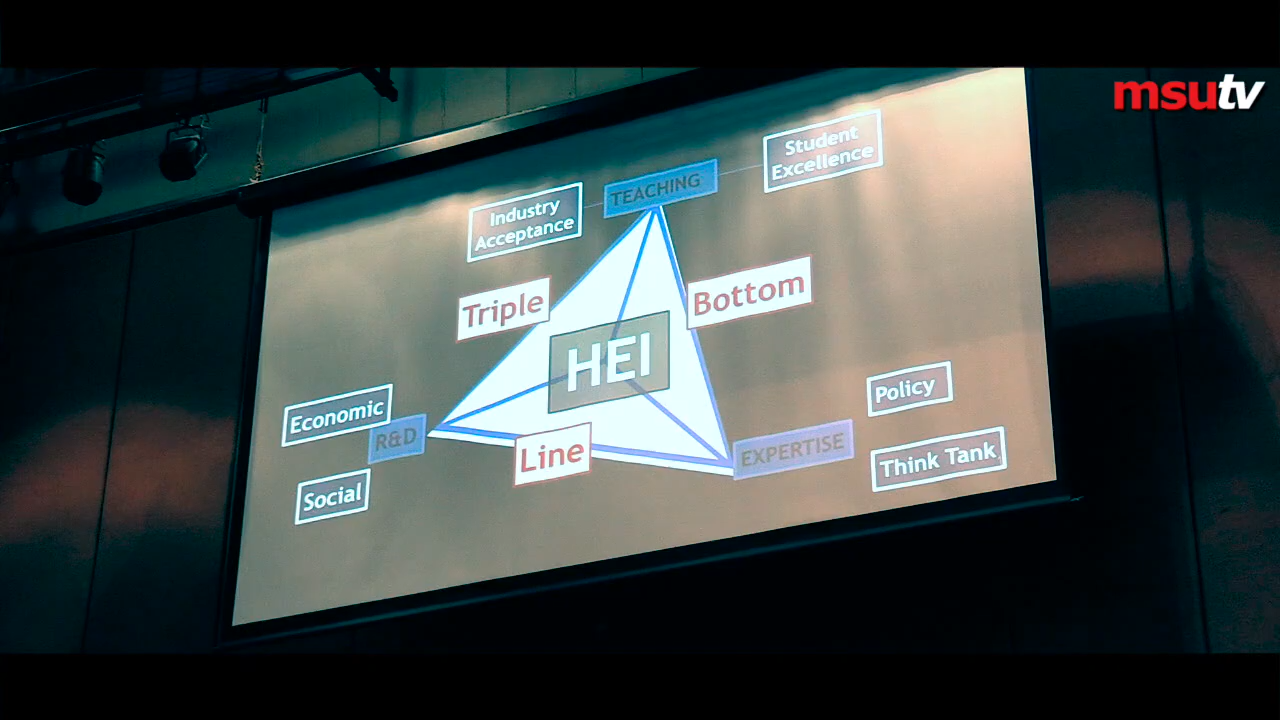 msutv
Student
Excellence
TEACHING
Industry
Acceptance
Triple
Bottom
HEI
Policy
Economic
R&D
Line
EXPERTISE
Think Tank
Social